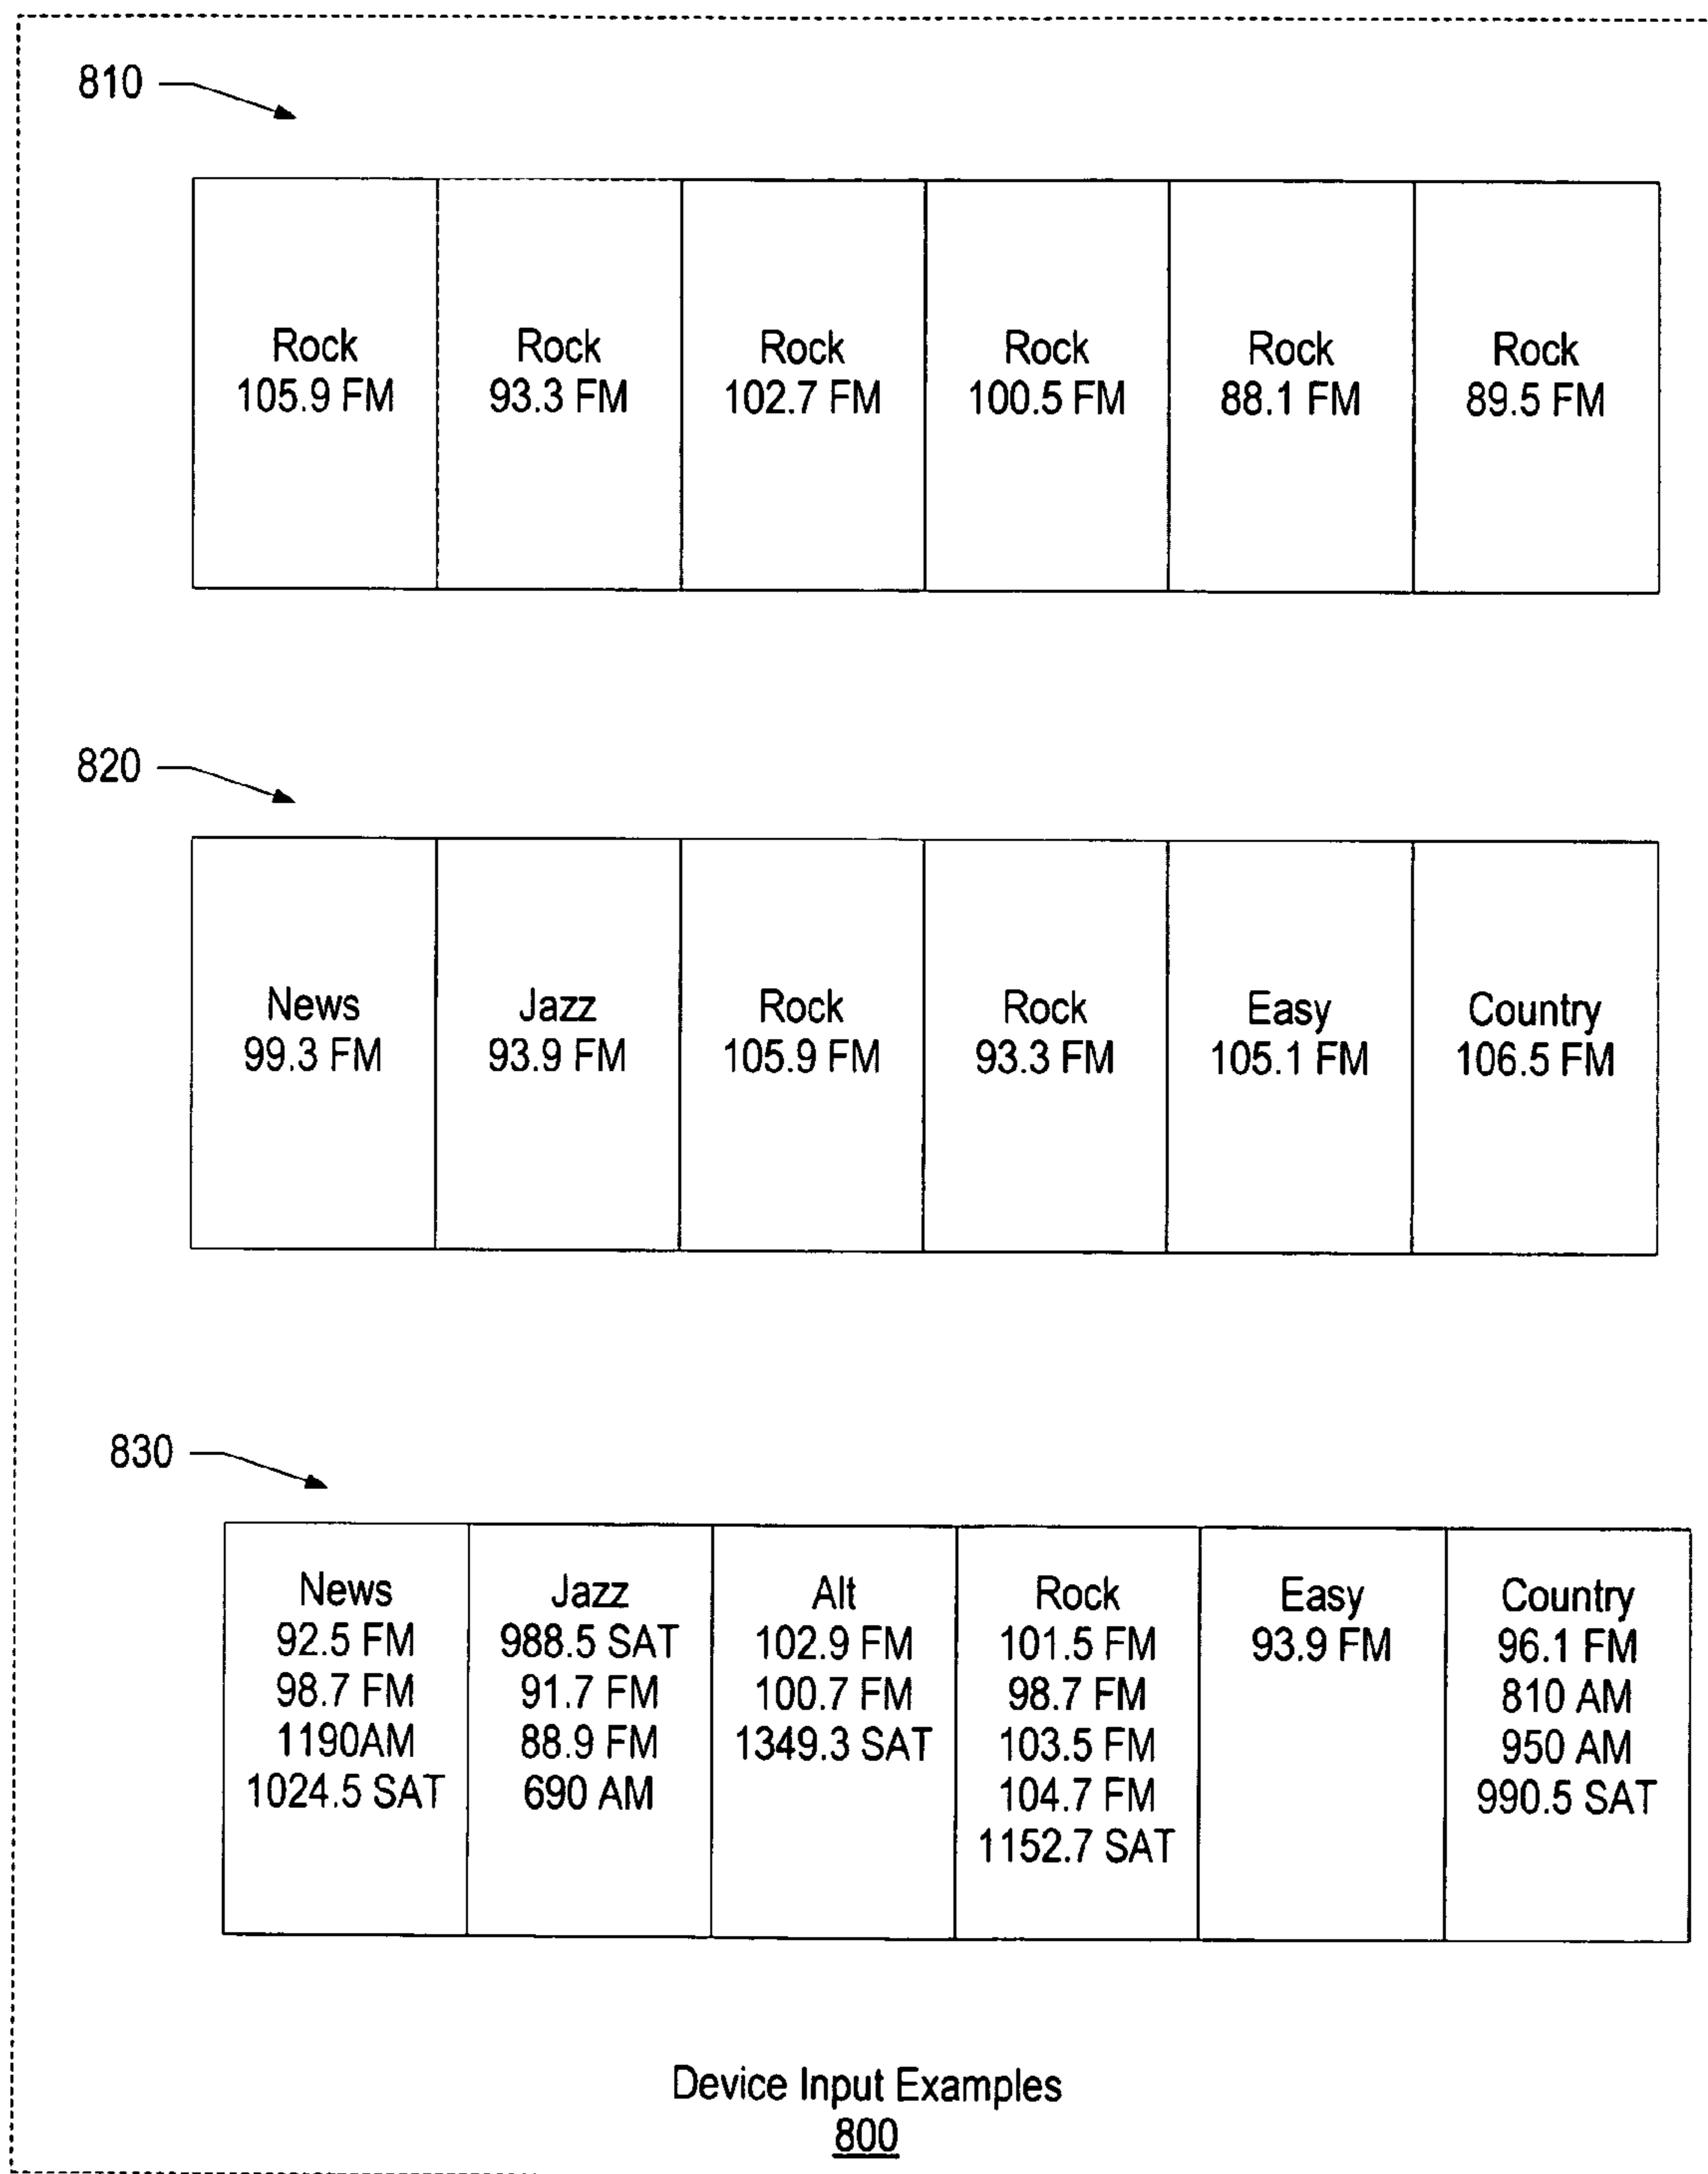 810
Rock
105.9 FM
Rock
93.3 FM
Rock
102.7 FM
Rock
100.5 FM
Rock
88.1 FM
Rock
89.5 FM
820
News
99.3 FM
Jazz
93.9 FM
Rock
105.9 FM
Rock
93.3 FM
Easy
105.1 FM
Country
106.5 FM
830
News
92.5 FM
98.7 FM
1190AM
1024.5 SAT
Jazz
988.5 SAT
91.7 FM
88.9 FM
690 AM
Alt
102.9 FM
100.7 FM
1349.3 SAT
Rock
101.5 FM
98.7 FM
103.5 FM
104.7 FM
1152.7 SAT
Easy
93.9 FM
Country
96.1 FM
810 AM
950 AM
990.5 SAT
Device Input Examples
800